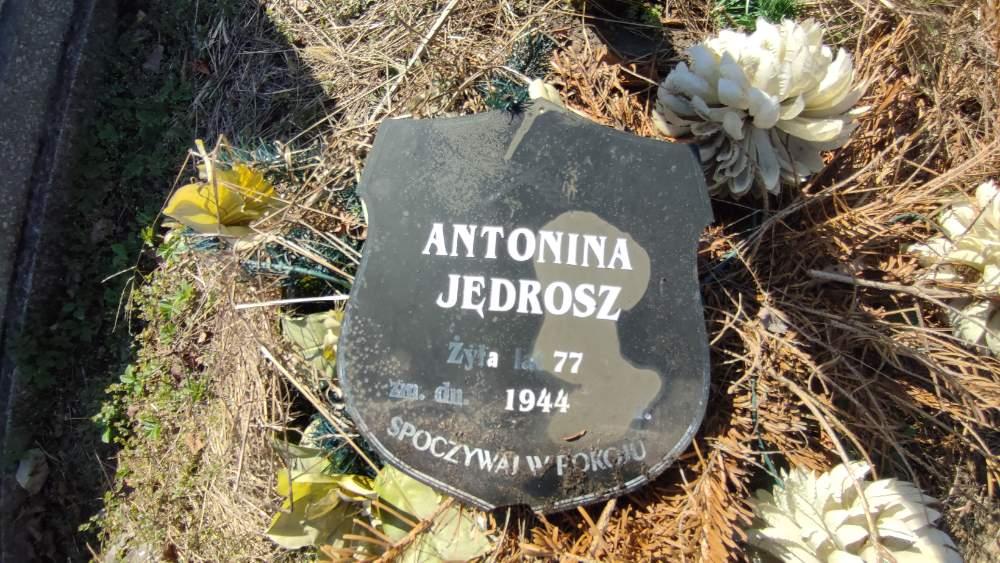 ANTONINA
JĘDROSZ
Żyła lat 77
zm. dn. 1944 r.
SPOCZYWAJ W POKOJU